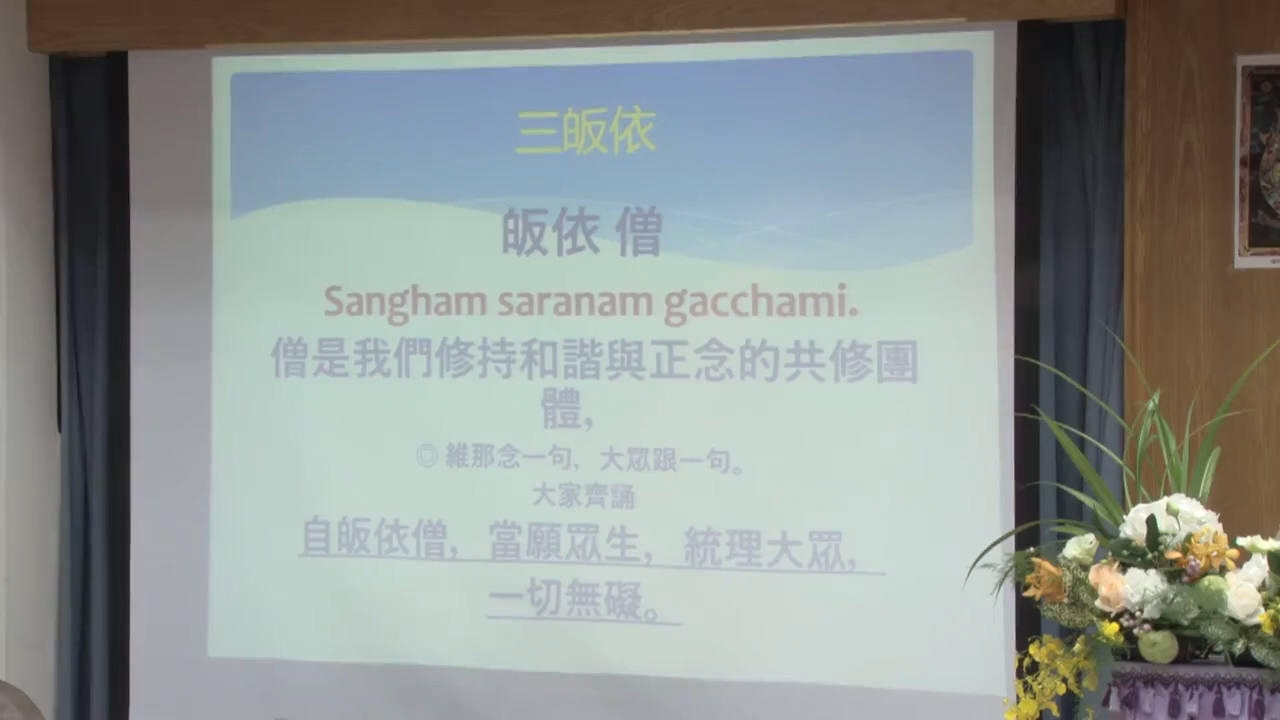 三皈依
皈依 僧
Sangham saranam gacchami.
僧是我們修持和諧與正念的共修團
體,
◎ 維那念一句, 大眾跟一句。
大家齊誦
自皈依僧, 當願眾生, 統理大眾,
一切無礙。